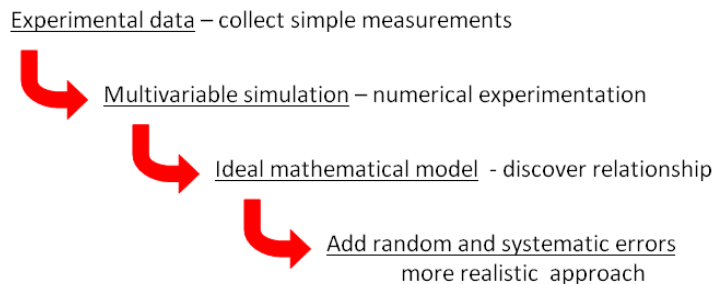 Experimental data – collect simple measurements
Multivariable simulation – numerical experimentation
Ideal mathematical model - discover relationship
Add random and systematic errors
more realistic approach